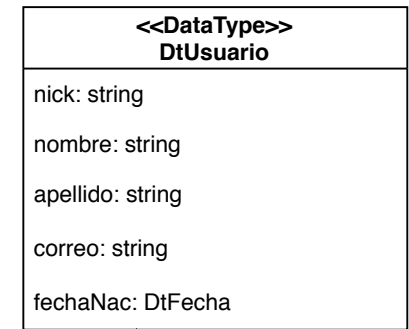 <<DataType>>
DtUsuario
nick: string
nombre: string
apellido: string
correo: string
fechaNac: DtFecha